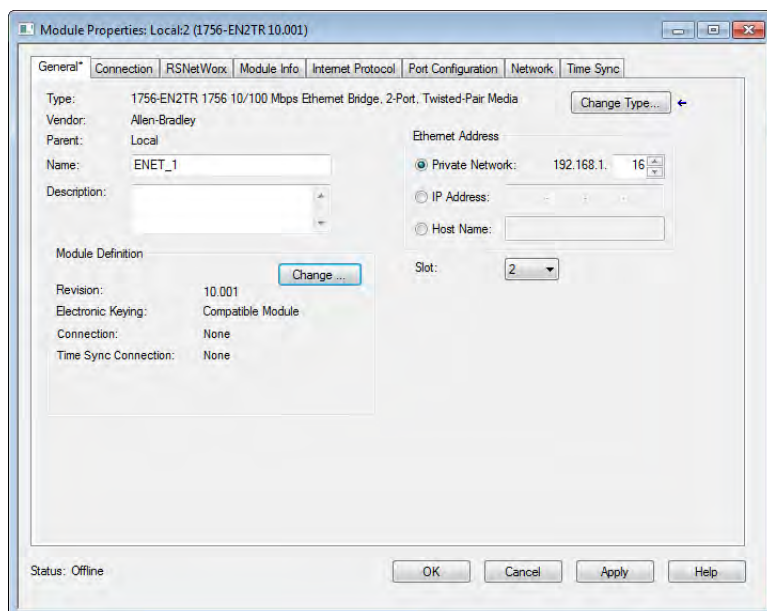 Module Properties: Local:2 (1756-EN2TR 10.001)
General* Connection RSNetWorx Module Info Internet Protocol Port Configuration Network Time Sync
Type: 1756-EN2TR 1756 10/100 Mbps Ethernet Bridge, 2-Port, Twisted-Pair Media Change Type...
Vendor: Allen-Bradley
Parent: Local
Name: ENET_1
Description:
Ethernet Address
Private Network: 192.168.1. 16
IP Address: . . .
Host Name:
Module Definition
Change ...
Slot: 2
Revision: 10.001
Electronic Keying: Compatible Module
Connection: None
Time Sync Connection: None
Status: Offline
OK Cancel Apply Help